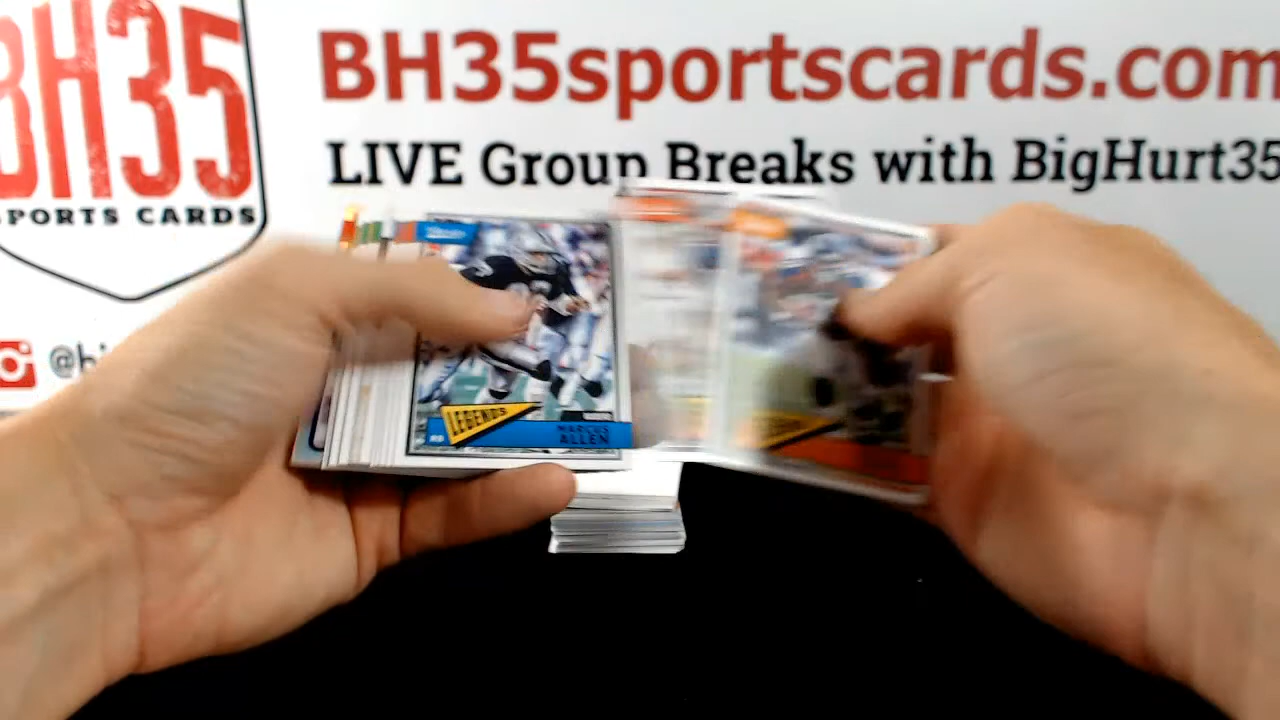 BH35
SPORTS CARDS
BH35sportscards.com
LIVE Group Breaks with BigHurt35
LEGENDS
MARCUS
ALLEN